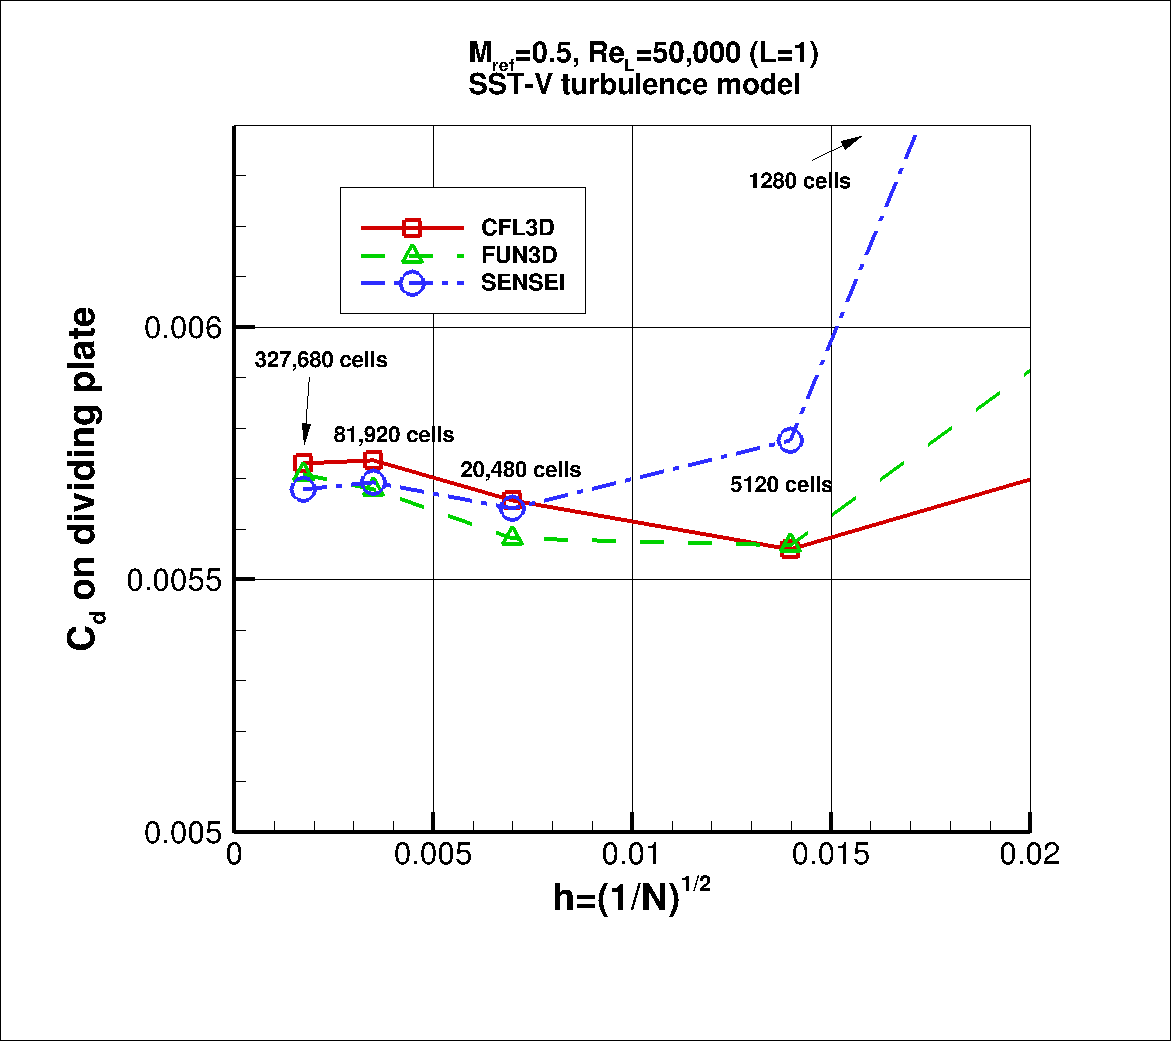 M_ref=0.5, Re_L=50,000 (L=1)
SST-V turbulence model
1280 cells
CFL3D
FUN3D
SENSEI
0.006
327,680 cells
81,920 cells
20,480 cells
5120 cells
0.0055
0.005
C_d on dividing plate
0 0.005 0.01 0.015 0.02
h=(1/N)^1/2